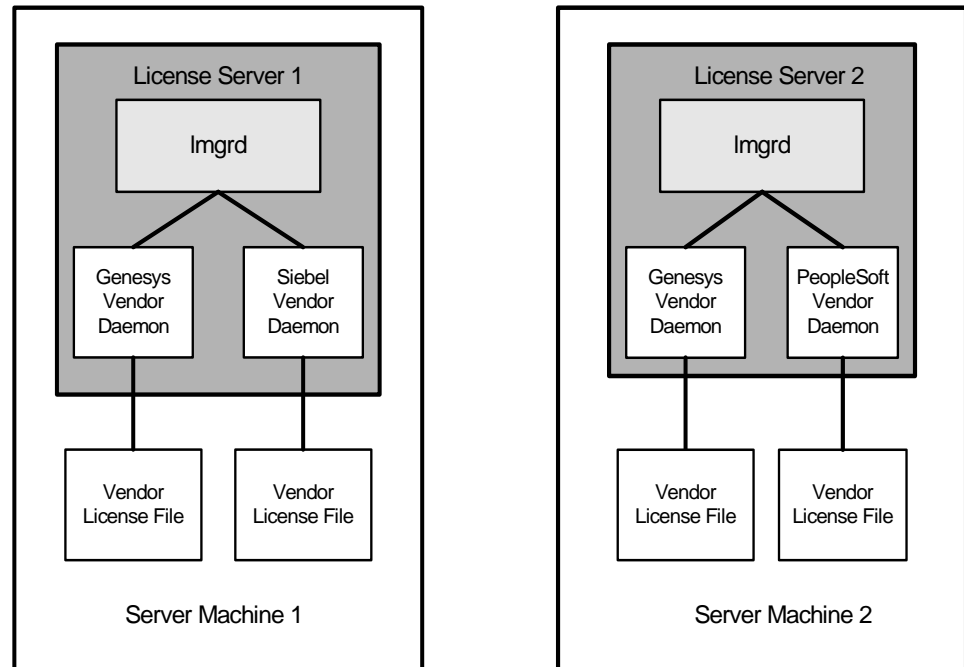 License Server 1
lmgrd
Genesys
Vendor
Daemon
Siebel
Vendor
Daemon
Vendor
License File
Vendor
License File
Server Machine 1
License Server 2
lmgrd
Genesys
Vendor
Daemon
PeopleSoft
Vendor
Daemon
Vendor
License File
Vendor
License File
Server Machine 2